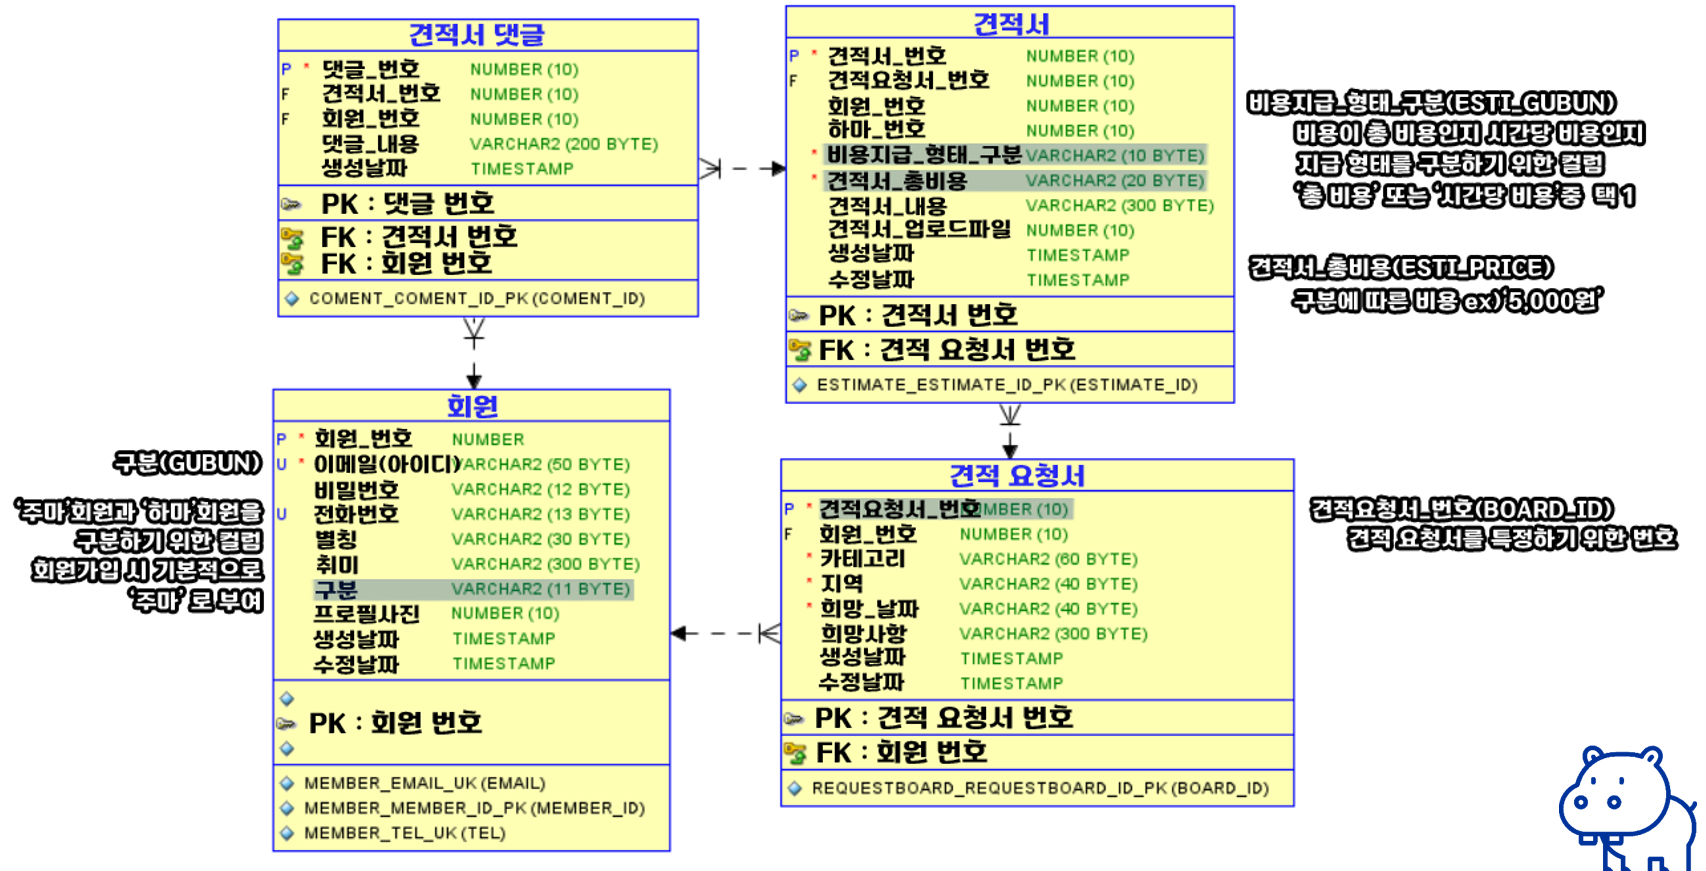 견적서 댓글
P * 댓글_번호 NUMBER (10)
F 견적서_번호 NUMBER (10)
F 회원_번호 NUMBER (10)
댓글_내용 VARCHAR2 (200 BYTE)
생성날짜 TIMESTAMP
PK : 댓글 번호
FK : 견적서 번호
FK : 회원 번호
COMENT_COMENT_ID_PK (COMENT_ID)
견적서
P * 견적서_번호 NUMBER (10)
F 견적요청서_번호 NUMBER (10)
회원_번호 NUMBER (10)
하마_번호 NUMBER (10)
* 비용지급_형태_구분 VARCHAR2 (10 BYTE)
* 견적서_총비용 VARCHAR2 (20 BYTE)
견적서_내용 VARCHAR2 (300 BYTE)
견적서_업로드파일 NUMBER (10)
생성날짜 TIMESTAMP
수정날짜 TIMESTAMP
PK : 견적서 번호
FK : 견적 요청서 번호
ESTIMATE_ESTIMATE_ID_PK (ESTIMATE_ID)
비용지급_형태_구분(ESTI_GUBUN)
비용이 총 비용인지 시간당 비용인지
지급 형태를 구분하기 위한 컬럼
‘총 비용’ 또는 ‘시간당 비용’중 택 1
견적서_총비용(ESTI_PRICE)
구분에 따른 비용 ex)‘5,000원’
구분(GUBUN)
‘주마’회원과 ‘하마’회원을
구분하기 위한 컬럼
회원가입 시 기본적으로
‘주마’ 로 부여
회원
P * 회원_번호 NUMBER
U * 이메일(아이디) VARCHAR2 (50 BYTE)
비밀번호 VARCHAR2 (12 BYTE)
U 전화번호 VARCHAR2 (13 BYTE)
별칭 VARCHAR2 (30 BYTE)
취미 VARCHAR2 (300 BYTE)
구분 VARCHAR2 (11 BYTE)
프로필사진 NUMBER (10)
생성날짜 TIMESTAMP
수정날짜 TIMESTAMP
PK : 회원 번호
MEMBER_EMAIL_UK (EMAIL)
MEMBER_MEMBER_ID_PK (MEMBER_ID)
MEMBER_TEL_UK (TEL)
견적 요청서
P * 견적요청서_번호 NUMBER (10)
F 회원_번호 NUMBER (10)
* 카테고리 VARCHAR2 (60 BYTE)
* 지역 VARCHAR2 (40 BYTE)
* 희망_날짜 VARCHAR2 (40 BYTE)
희망사항 VARCHAR2 (300 BYTE)
생성날짜 TIMESTAMP
수정날짜 TIMESTAMP
PK : 견적 요청서 번호
FK : 회원 번호
REQUESTBOARD_REQUESTBOARD_ID_PK (BOARD_ID)
견적요청서_번호(BOARD_ID)
견적 요청서를 특정하기 위한 번호